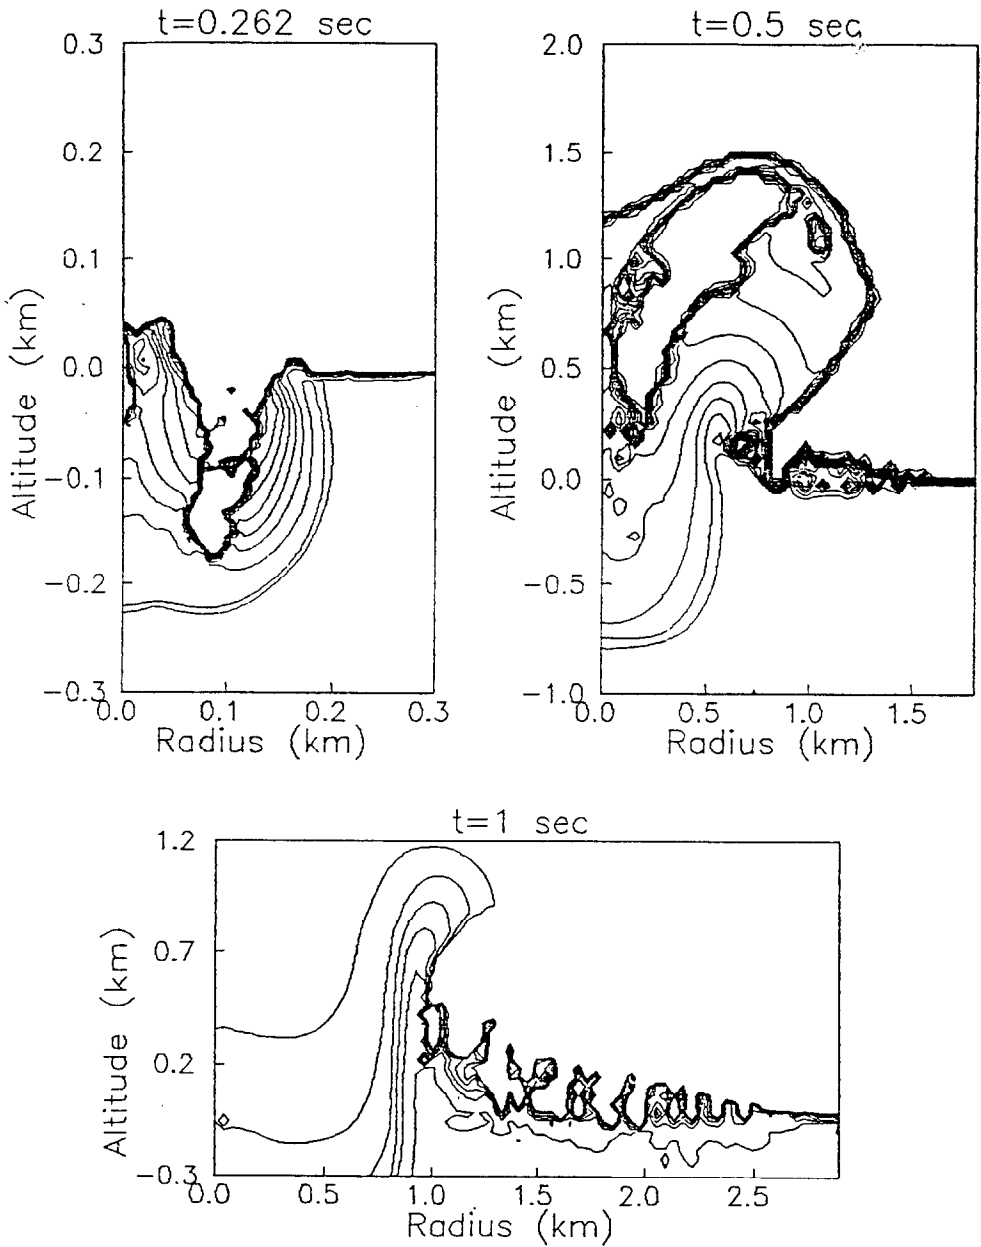 t=0.262 sec
0.3
0.2
0.1
0.0
−0.1
−0.2
−0.3
Altitude (km)
0.0 0.1 0.2 0.3
Radius (km)
t=0.5 sec
2.0
1.5
1.0
0.5
0.0
−0.5
−1.0
Altitude (km)
0.0 0.5 1.0 1.5
Radius (km)
t=1 sec
1.2
0.7
0.2
−0.3
Altitude (km)
0.0 0.5 1.0 1.5 2.0 2.5
Radius (km)